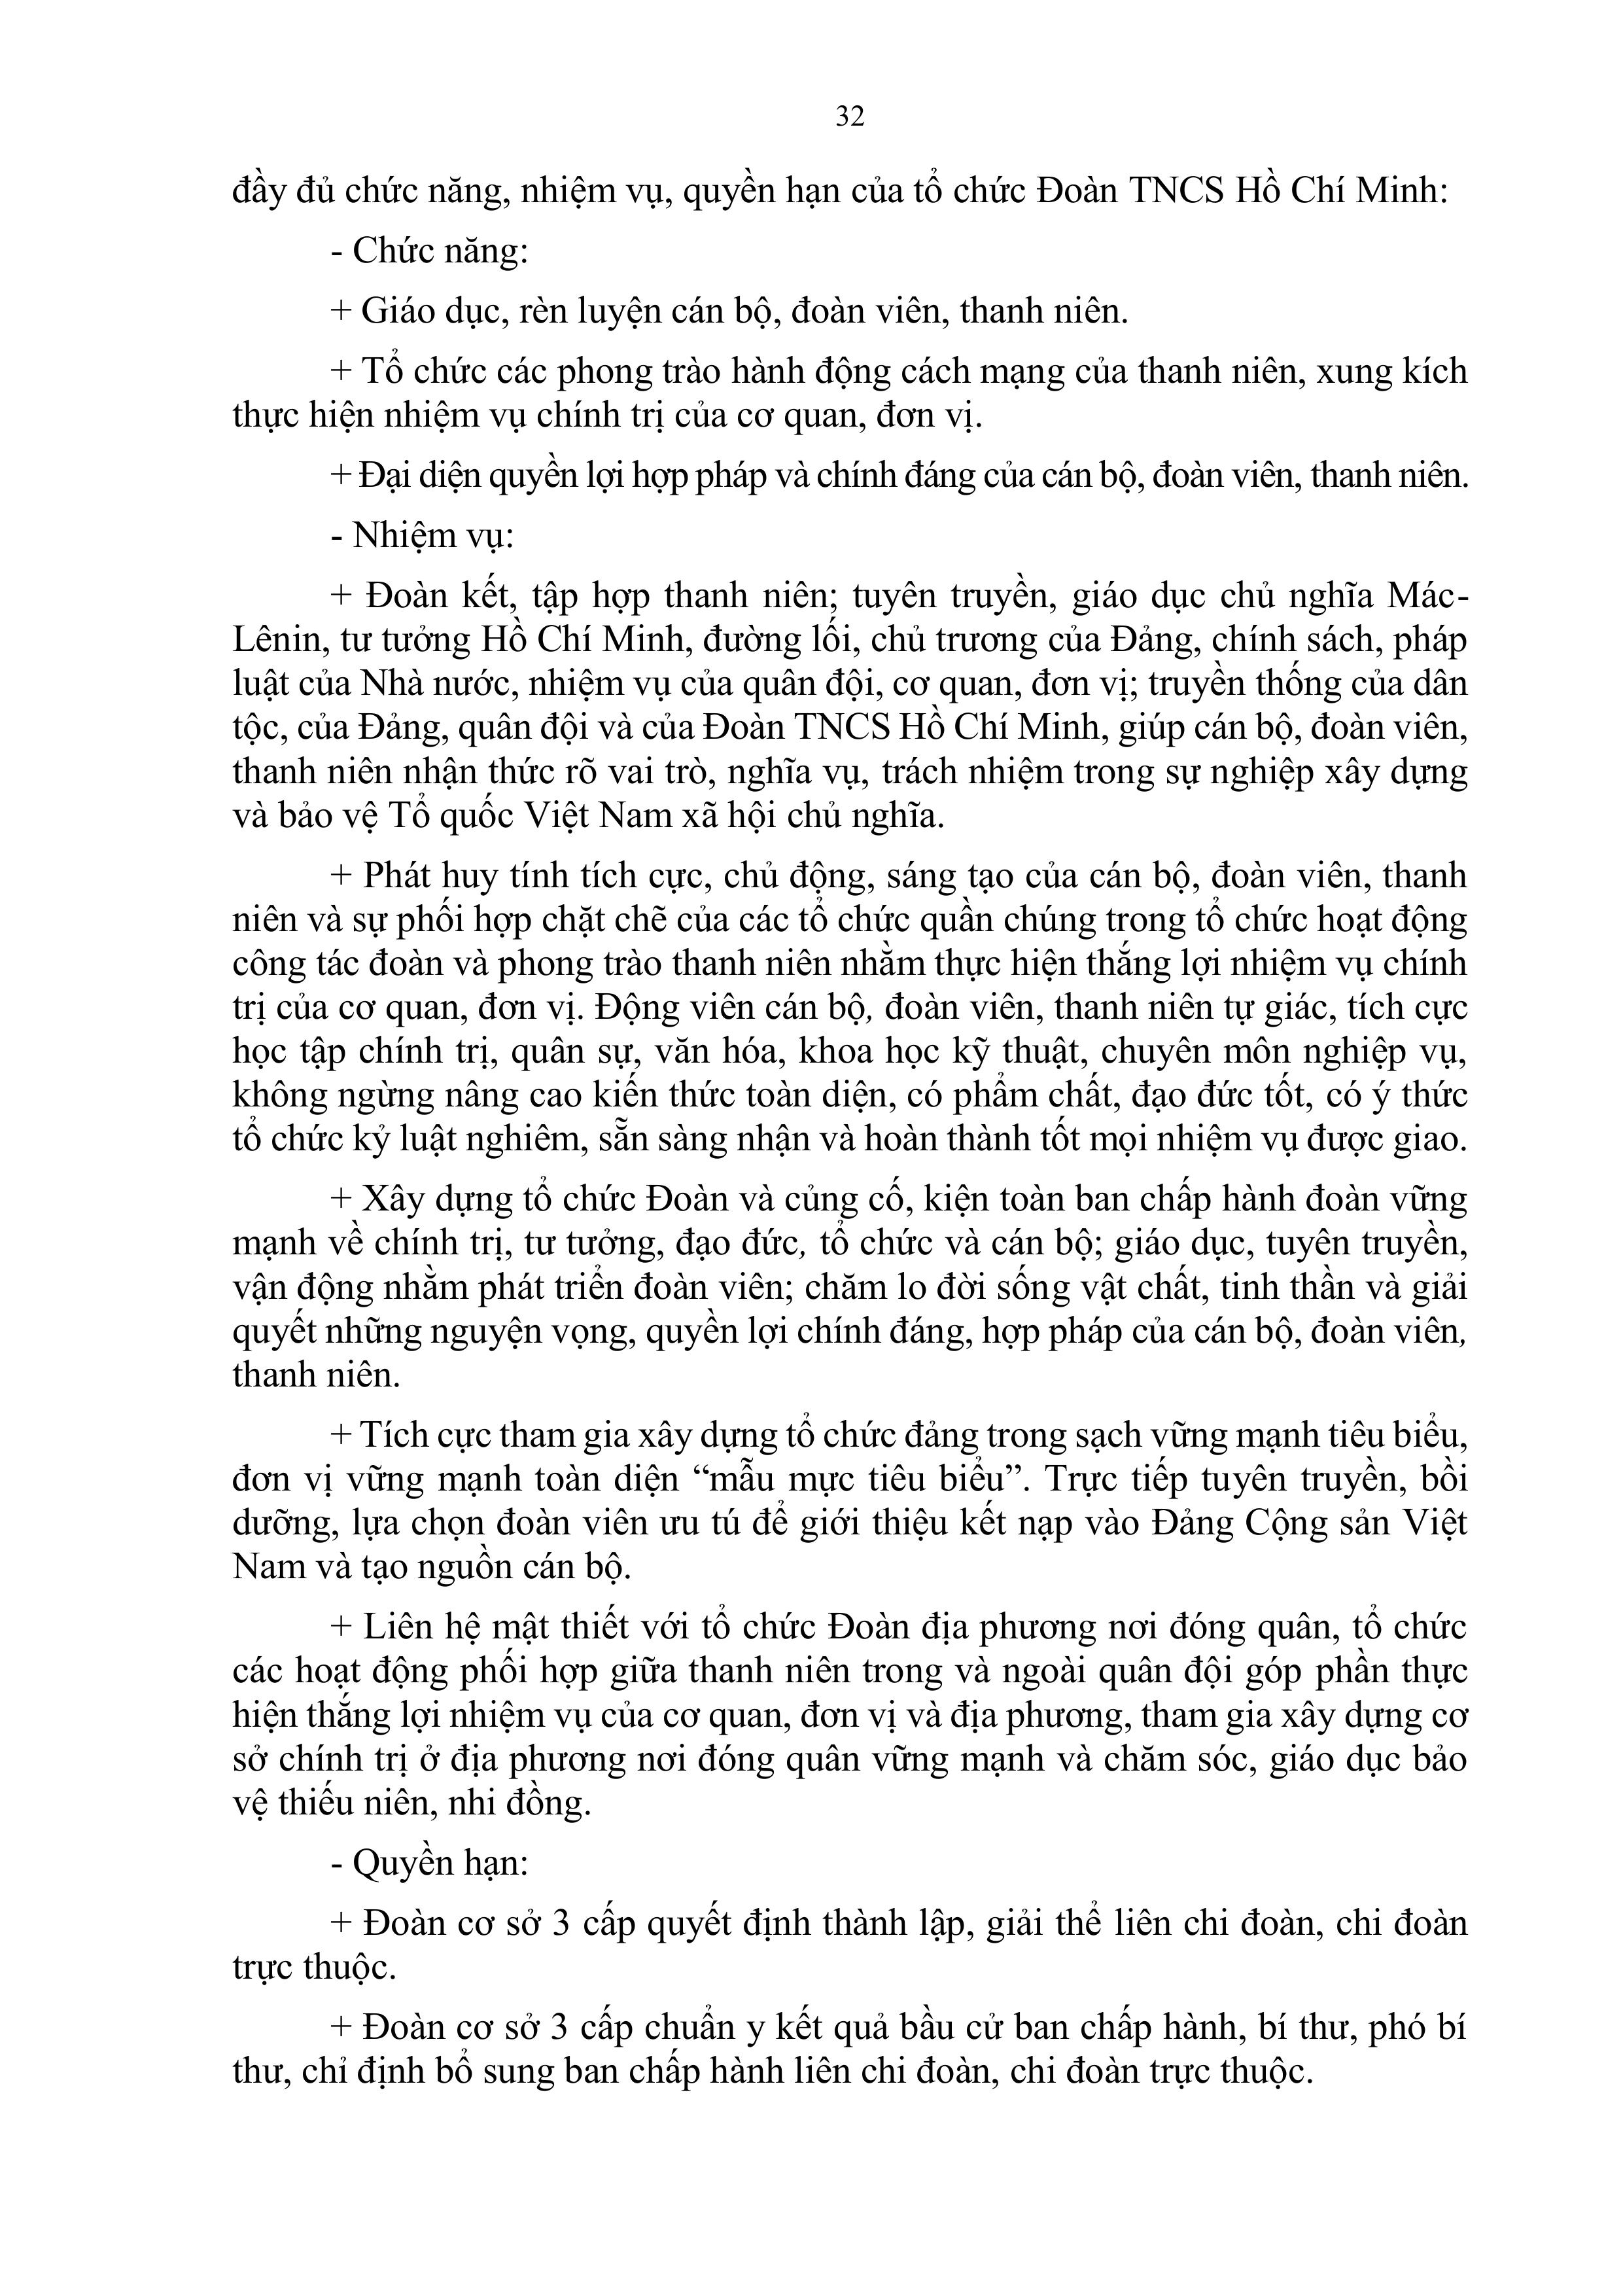 32
đầy đủ chức năng, nhiệm vụ, quyền hạn của tổ chức Đoàn TNCS Hồ Chí Minh:
- Chức năng:
+ Giáo dục, rèn luyện cán bộ, đoàn viên, thanh niên.
+ Tổ chức các phong trào hành động cách mạng của thanh niên, xung kích
thực hiện nhiệm vụ chính trị của cơ quan, đơn vị.
+ Đại diện quyền lợi hợp pháp và chính đáng của cán bộ, đoàn viên, thanh niên.
- Nhiệm vụ:
+ Đoàn kết, tập hợp thanh niên; tuyên truyền, giáo dục chủ nghĩa Mác-
Lênin, tư tưởng Hồ Chí Minh, đường lối, chủ trương của Đảng, chính sách, pháp
luật của Nhà nước, nhiệm vụ của quân đội, cơ quan, đơn vị; truyền thống của dân
tộc, của Đảng, quân đội và của Đoàn TNCS Hồ Chí Minh, giúp cán bộ, đoàn viên,
thanh niên nhận thức rõ vai trò, nghĩa vụ, trách nhiệm trong sự nghiệp xây dựng
và bảo vệ Tổ quốc Việt Nam xã hội chủ nghĩa.
+ Phát huy tính tích cực, chủ động, sáng tạo của cán bộ, đoàn viên, thanh
niên và sự phối hợp chặt chẽ của các tổ chức quần chúng trong tổ chức hoạt động
công tác đoàn và phong trào thanh niên nhằm thực hiện thắng lợi nhiệm vụ chính
trị của cơ quan, đơn vị. Động viên cán bộ, đoàn viên, thanh niên tự giác, tích cực
học tập chính trị, quân sự, văn hóa, khoa học kỹ thuật, chuyên môn nghiệp vụ,
không ngừng nâng cao kiến thức toàn diện, có phẩm chất, đạo đức tốt, có ý thức
tổ chức kỷ luật nghiêm, sẵn sàng nhận và hoàn thành tốt mọi nhiệm vụ được giao.
+ Xây dựng tổ chức Đoàn và củng cố, kiện toàn ban chấp hành đoàn vững
mạnh về chính trị, tư tưởng, đạo đức, tổ chức và cán bộ; giáo dục, tuyên truyền,
vận động nhằm phát triển đoàn viên; chăm lo đời sống vật chất, tinh thần và giải
quyết những nguyện vọng, quyền lợi chính đáng, hợp pháp của cán bộ, đoàn viên,
thanh niên.
+ Tích cực tham gia xây dựng tổ chức đảng trong sạch vững mạnh tiêu biểu,
đơn vị vững mạnh toàn diện “mẫu mực tiêu biểu”. Trực tiếp tuyên truyền, bồi
dưỡng, lựa chọn đoàn viên ưu tú để giới thiệu kết nạp vào Đảng Cộng sản Việt
Nam và tạo nguồn cán bộ.
+ Liên hệ mật thiết với tổ chức Đoàn địa phương nơi đóng quân, tổ chức
các hoạt động phối hợp giữa thanh niên trong và ngoài quân đội góp phần thực
hiện thắng lợi nhiệm vụ của cơ quan, đơn vị và địa phương, tham gia xây dựng cơ
sở chính trị ở địa phương nơi đóng quân vững mạnh và chăm sóc, giáo dục bảo
vệ thiếu niên, nhi đồng.
- Quyền hạn:
+ Đoàn cơ sở 3 cấp quyết định thành lập, giải thể liên chi đoàn, chi đoàn
trực thuộc.
+ Đoàn cơ sở 3 cấp chuẩn y kết quả bầu cử ban chấp hành, bí thư, phó bí
thư, chỉ định bổ sung ban chấp hành liên chi đoàn, chi đoàn trực thuộc.